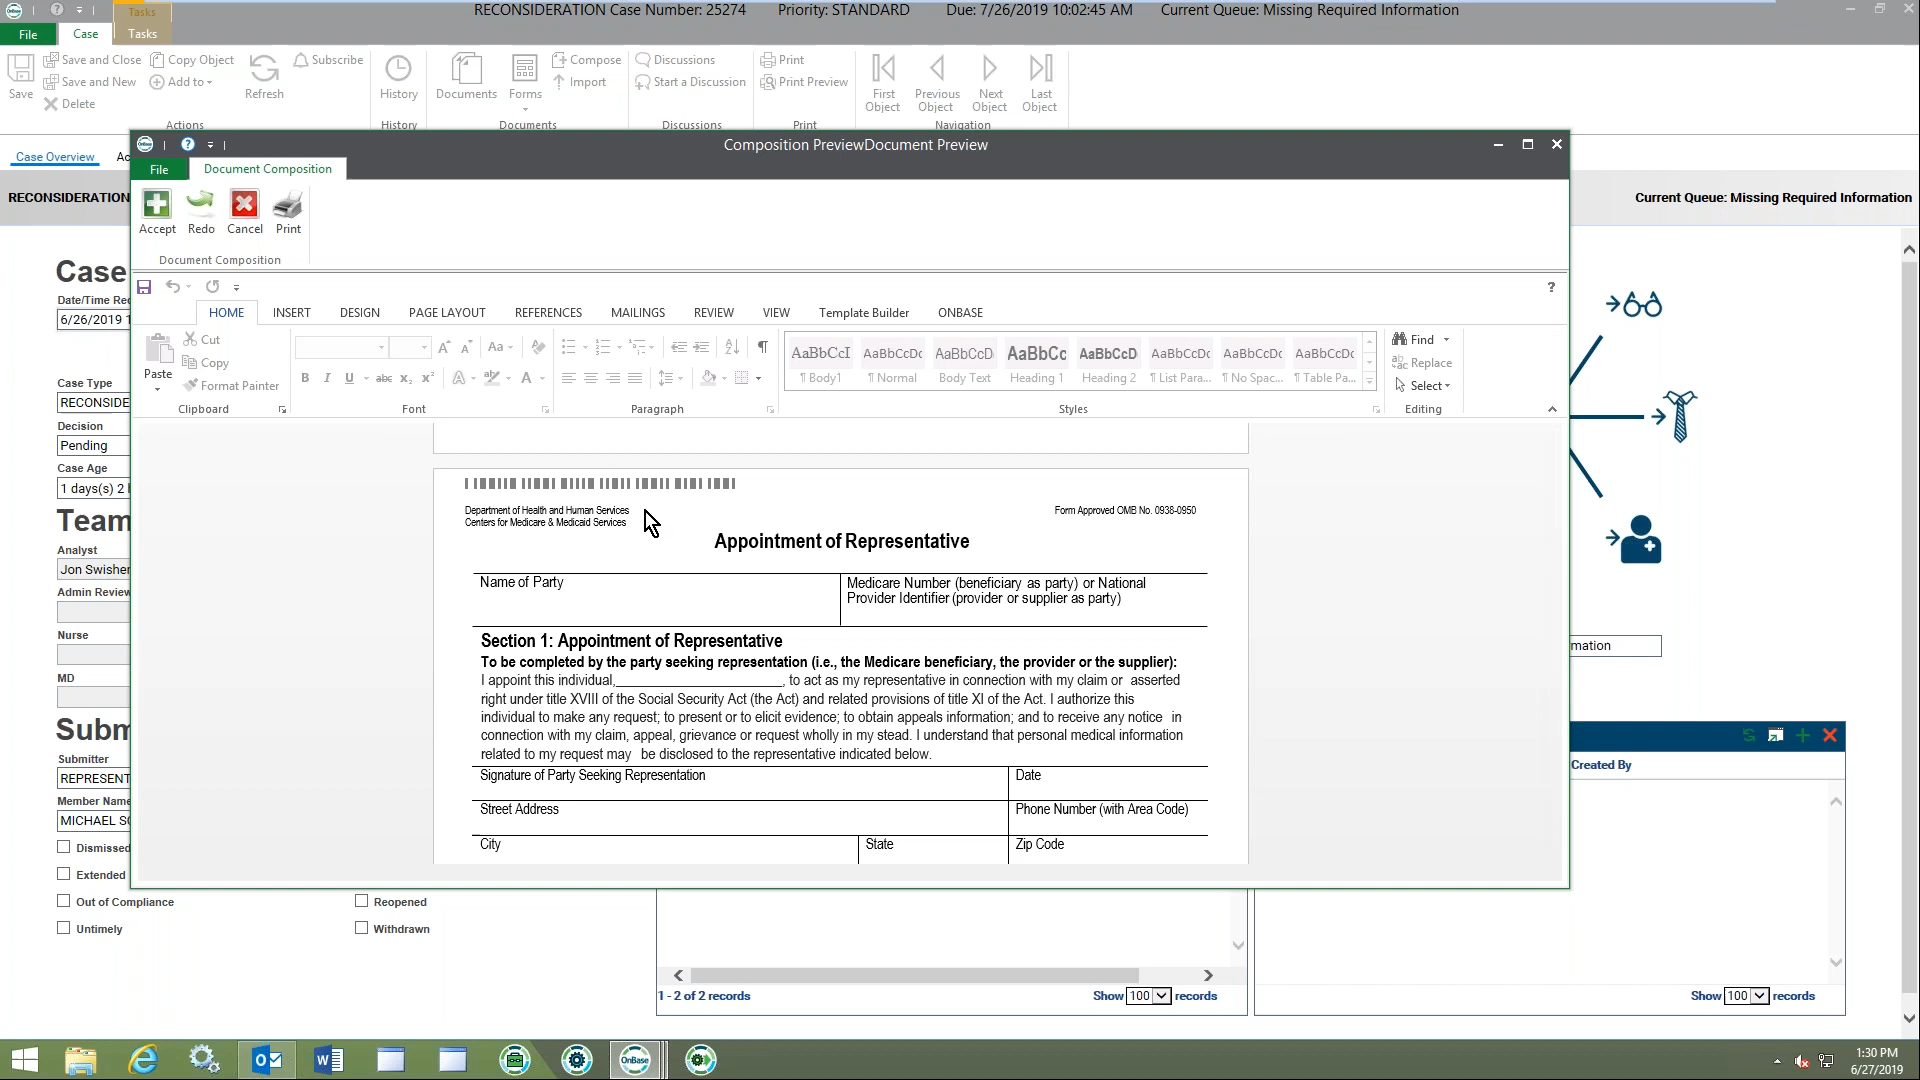 RECONSIDERATION Case Number: 25274 Priority: STANDARD Due: 7/26/2019 10:02:45 AM Current Queue: Missing Required Information
Tasks
File Case Tasks
Save
Save and Close
Save and New
Delete
Copy Object
Add to
Refresh
Subscribe
Actions
History
History
Documents
Forms
Compose
Import
Documents
Discussions
Start a Discussion
Discussions
Print
Print Preview
Print
First Object
Previous Object
Next Object
Last Object
Navigation
Case Overview
RECONSIDERATION
Current Queue: Missing Required Information
Composition PreviewDocument Preview
File Document Composition
Accept Redo Cancel Print
Document Composition
HOME INSERT DESIGN PAGE LAYOUT REFERENCES MAILINGS REVIEW VIEW Template Builder ONBASE
Paste
Cut
Copy
Format Painter
Clipboard
Font
Paragraph
AaBbCcI AaBbCcDc AaBbCcD AaBbCc AaBbCcD AaBbCcDc AaBbCcDc AaBbCcDc
¶ Body1 ¶ Normal Body Text Heading 1 Heading 2 ¶ List Para... ¶ No Spac... ¶ Table Pa...
Styles
Find
Replace
Select
Editing
Department of Health and Human Services
Centers for Medicare & Medicaid Services
Form Approved OMB No. 0938-0950
Appointment of Representative
Name of Party
Medicare Number (beneficiary as party) or National
Provider Identifier (provider or supplier as party)
Section 1: Appointment of Representative
To be completed by the party seeking representation (i.e., the Medicare beneficiary, the provider or the supplier):
I appoint this individual,______________________, to act as my representative in connection with my claim or asserted
right under title XVIII of the Social Security Act (the Act) and related provisions of title XI of the Act. I authorize this
individual to make any request; to present or to elicit evidence; to obtain appeals information; and to receive any notice in
connection with my claim, appeal, grievance or request wholly in my stead. I understand that personal medical information
related to my request may be disclosed to the representative indicated below.
Signature of Party Seeking Representation Date
Street Address Phone Number (with Area Code)
City State Zip Code
Case
Date/Time Re
6/26/2019 1
Case Type
RECONSIDE
Decision
Pending
Case Age
1 days(s) 2
Team
Analyst
Jon Swisher
Admin Review
Nurse
MD
Subm
Submitter
REPRESENT
Member Name
MICHAEL SC
Dismissed
Extended
Out of Compliance
Untimely
Reopened
Withdrawn
mation
Created By
1 - 2 of 2 records
Show 100 records
Show 100 records
OnBase
1:30 PM
6/27/2019